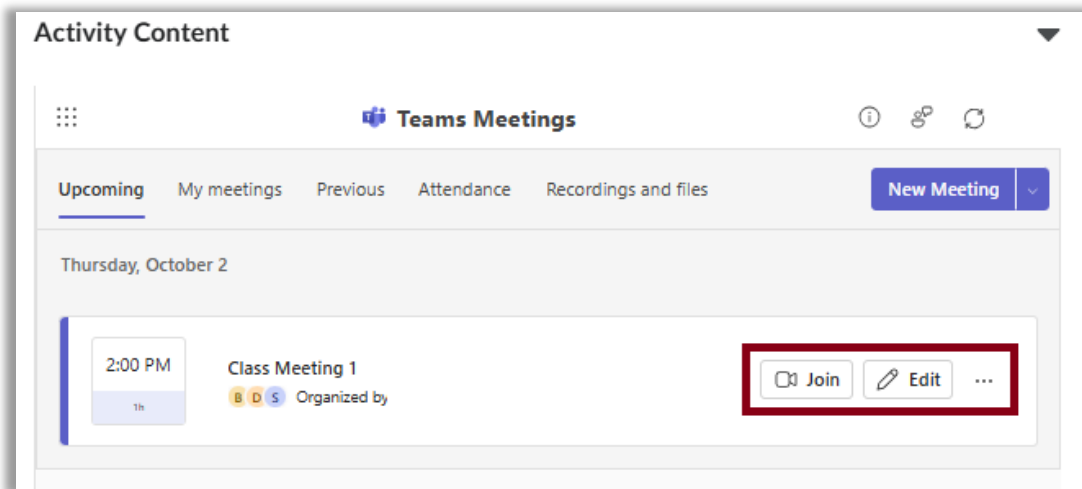 Activity Content
Teams Meetings
Upcoming My meetings Previous Attendance Recordings and files New Meeting
Thursday, October 2
2:00 PM
1h
Class Meeting 1
B D S Organized by
Join Edit ...